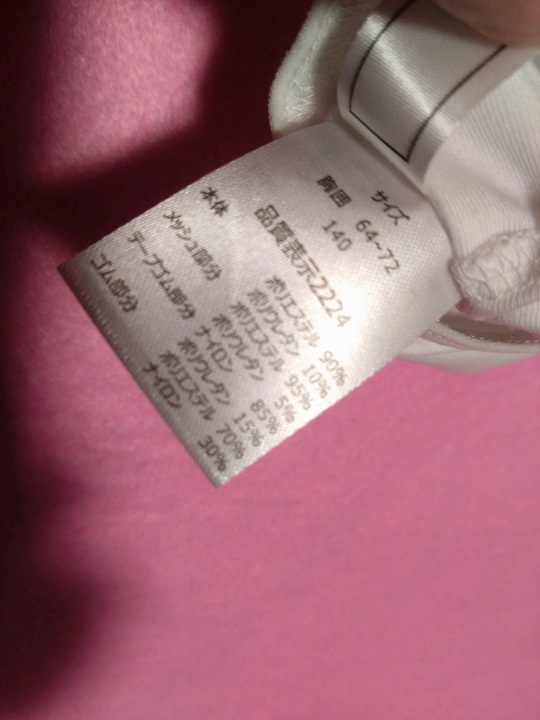 サイズ
胸囲 64~72
140
品質表示2224
本体 ポリエステル 90%
ポリウレタン 10%
メッシュ部分 ポリエステル 95%
ポリウレタン 5%
テープゴム部分 ナイロン 85%
ポリウレタン 15%
ゴム部分 ポリエステル 70%
ナイロン 30%